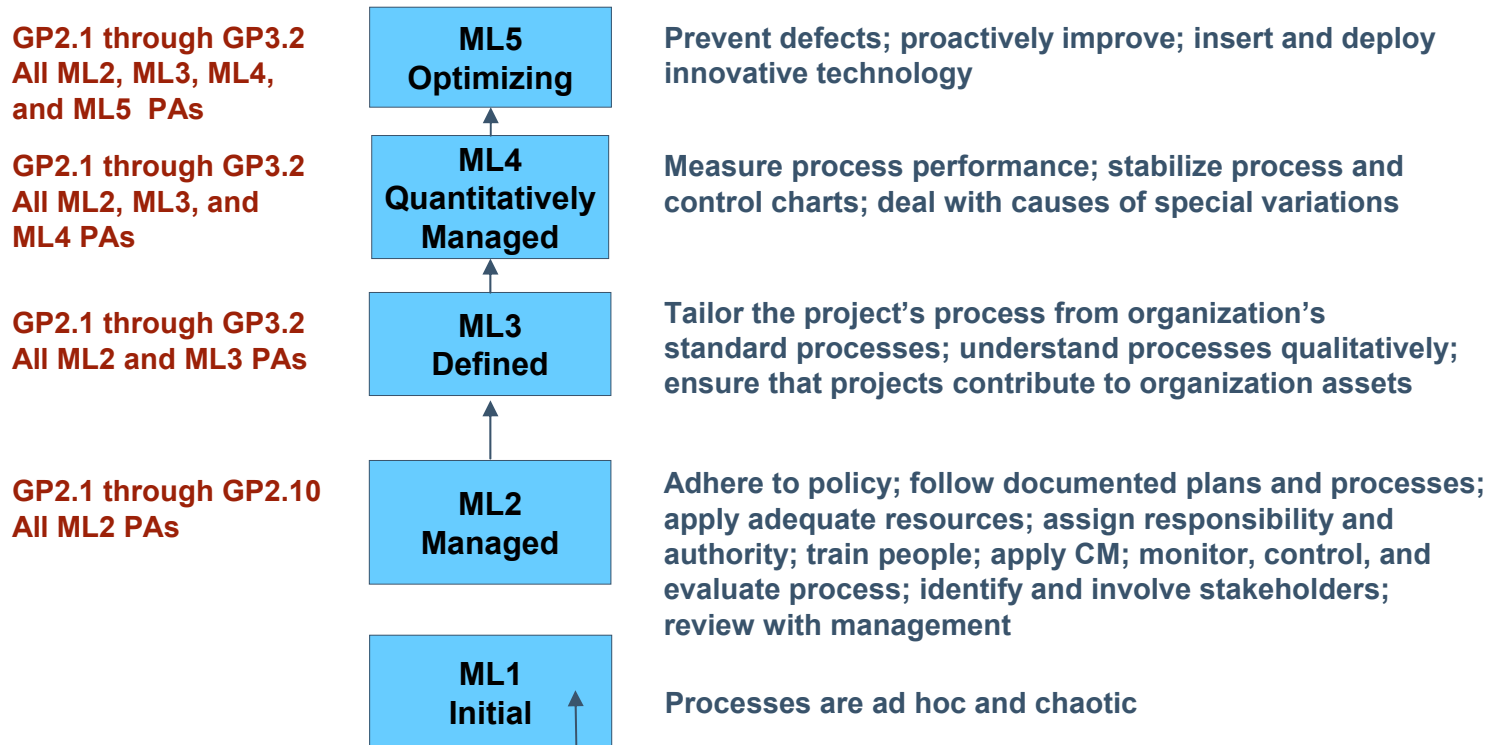 GP2.1 through GP3.2
All ML2, ML3, ML4,
and ML5 PAs
ML5
Optimizing
Prevent defects; proactively improve; insert and deploy
innovative technology
GP2.1 through GP3.2
All ML2, ML3, and
ML4 PAs
ML4
Quantitatively
Managed
Measure process performance; stabilize process and
control charts; deal with causes of special variations
GP2.1 through GP3.2
All ML2 and ML3 PAs
ML3
Defined
Tailor the project’s process from organization’s
standard processes; understand processes qualitatively;
ensure that projects contribute to organization assets
GP2.1 through GP2.10
All ML2 PAs
ML2
Managed
Adhere to policy; follow documented plans and processes;
apply adequate resources; assign responsibility and
authority; train people; apply CM; monitor, control, and
evaluate process; identify and involve stakeholders;
review with management
ML1
Initial
Processes are ad hoc and chaotic